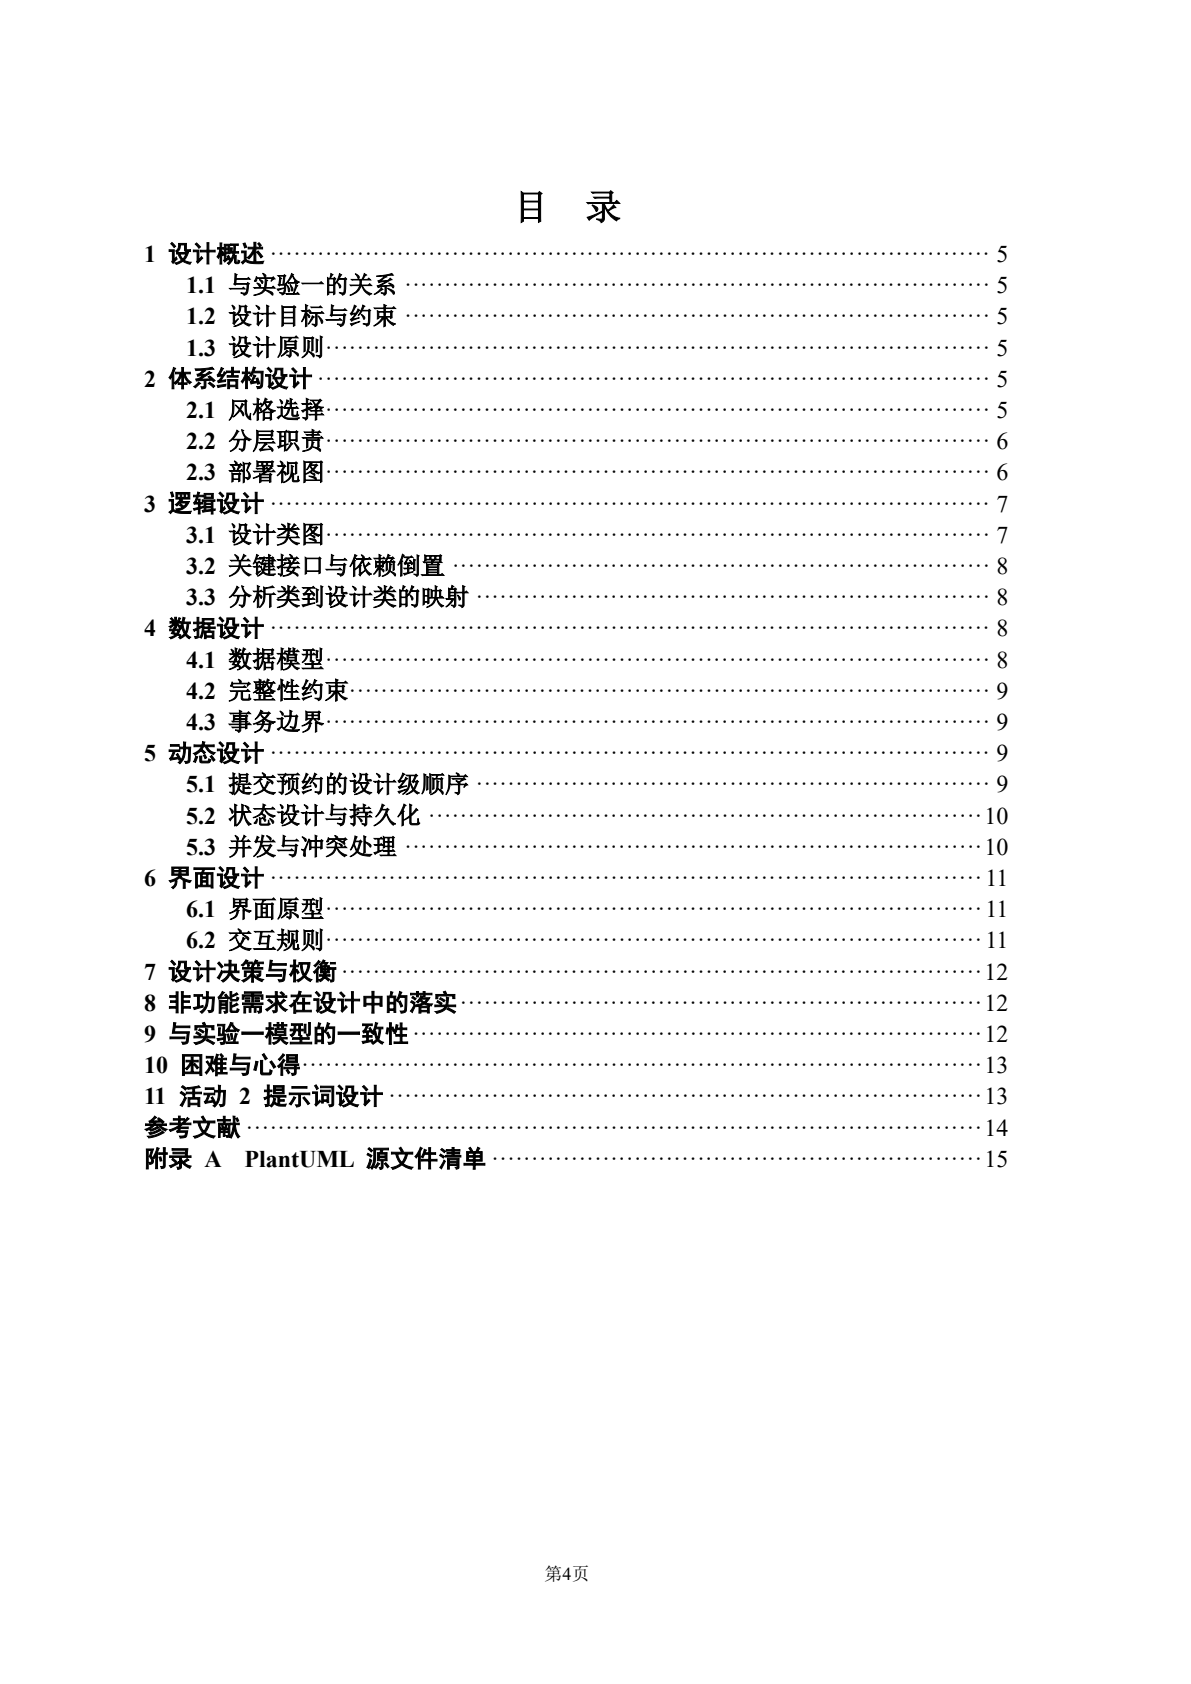 目 录
1 设计概述 ························ 5
1.1 与实验一的关系 ························ 5
1.2 设计目标与约束 ························ 5
1.3 设计原则 ························ 5
2 体系结构设计 ························ 5
2.1 风格选择 ························ 5
2.2 分层职责 ························ 6
2.3 部署视图 ························ 6
3 逻辑设计 ························ 7
3.1 设计类图 ························ 7
3.2 关键接口与依赖倒置 ························ 8
3.3 分析类到设计类的映射 ························ 8
4 数据设计 ························ 8
4.1 数据模型 ························ 8
4.2 完整性约束 ························ 9
4.3 事务边界 ························ 9
5 动态设计 ························ 9
5.1 提交预约的设计级顺序 ························ 9
5.2 状态设计与持久化 ························ 10
5.3 并发与冲突处理 ························ 10
6 界面设计 ························ 11
6.1 界面原型 ························ 11
6.2 交互规则 ························ 11
7 设计决策与权衡 ························ 12
8 非功能需求在设计中的落实 ························ 12
9 与实验一模型的一致性 ························ 12
10 困难与心得 ························ 13
11 活动 2 提示词设计 ························ 13
参考文献 ························ 14
附录 A PlantUML 源文件清单 ························ 15
第4页